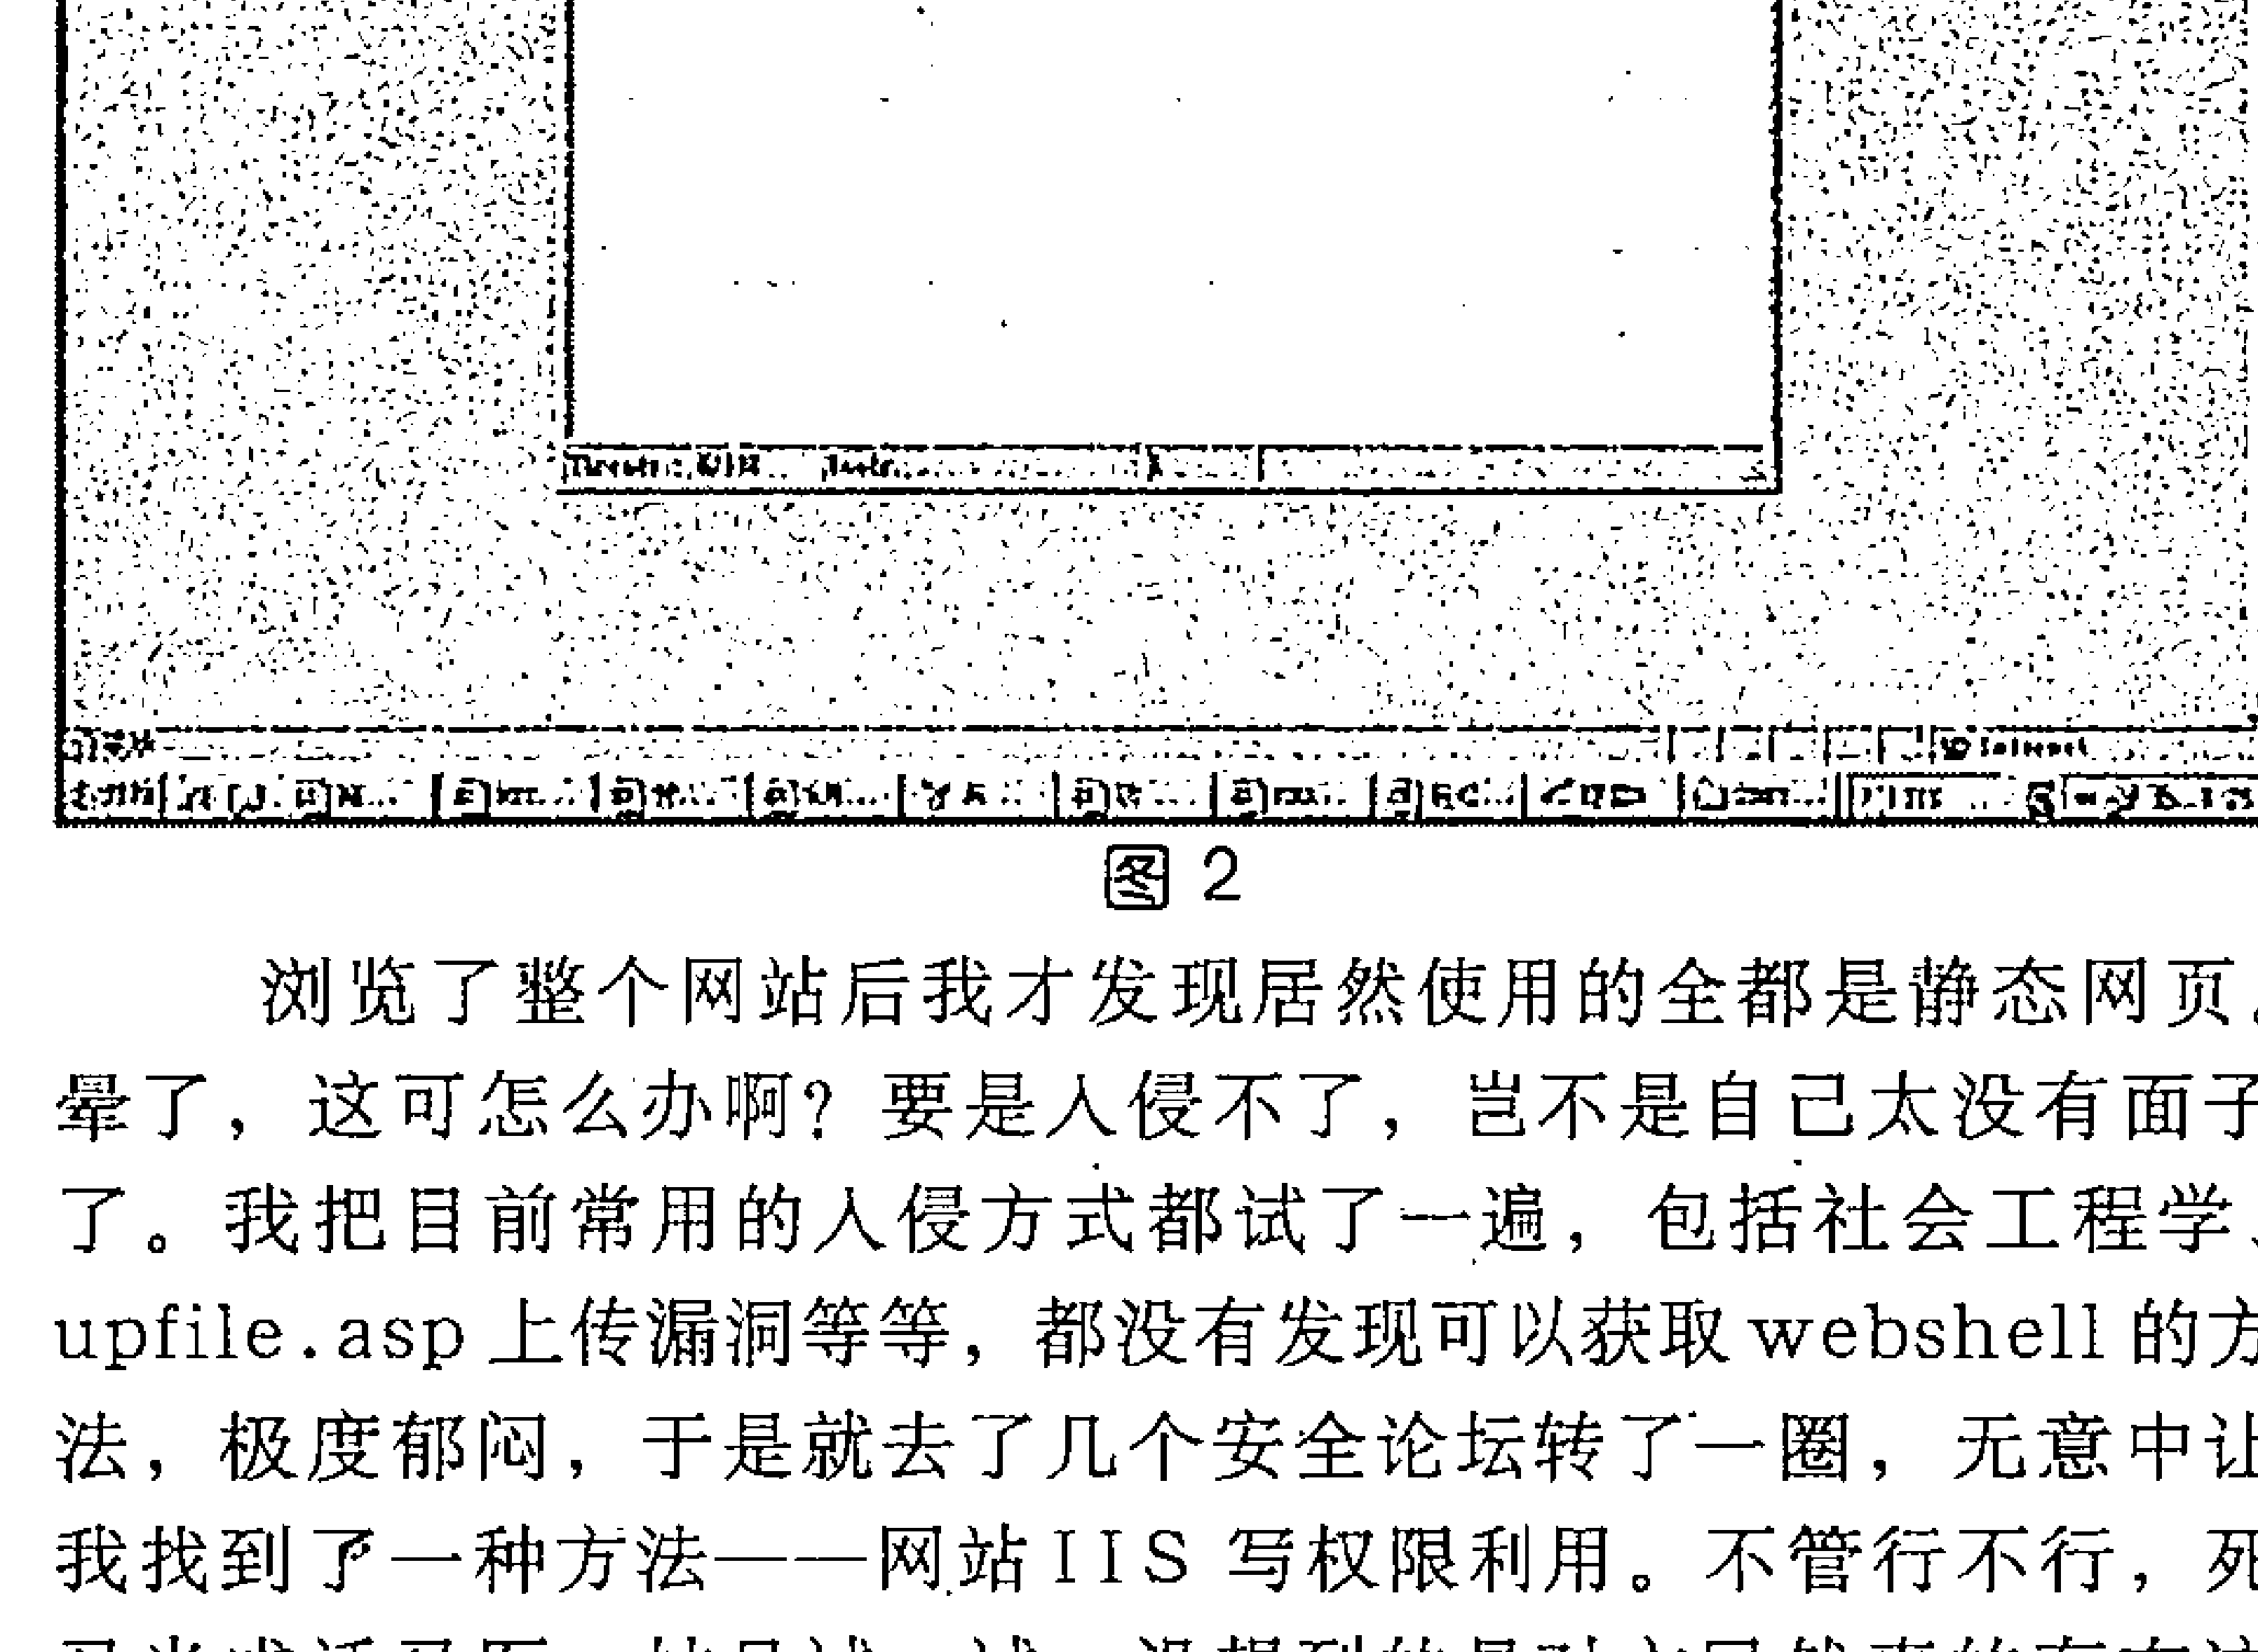 Internet
图 2
浏览了整个网站后我才发现居然使用的全都是静态网页。
晕了，这可怎么办啊？要是入侵不了，岂不是自己太没有面子
了。我把目前常用的入侵方式都试了一遍，包括社会工程学、
upfile.asp 上传漏洞等等，都没有发现可以获取 webshell 的方
法，极度郁闷，于是就去了几个安全论坛转了一圈，无意中让
我找到了一种方法——网站 IIS 写权限利用。不管行不行，死